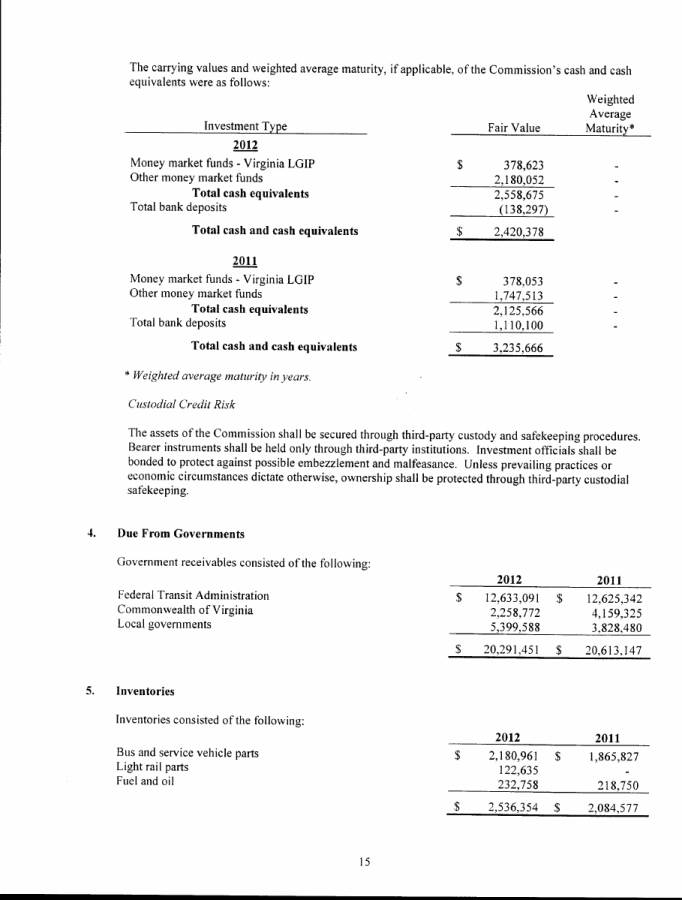 The carrying values and weighted average maturity, if applicable, of the Commission's cash and cash
equivalents were as follows:
Weighted
Average
Investment Type Fair Value Maturity*
2012
Money market funds - Virginia LGIP $ 378,623 -
Other money market funds 2,180,052 -
Total cash equivalents 2,558,675 -
Total bank deposits (138,297) -
Total cash and cash equivalents $ 2,420,378
2011
Money market funds - Virginia LGIP $ 378,053 -
Other money market funds 1,747,513 -
Total cash equivalents 2,125,566 -
Total bank deposits 1,110,100 -
Total cash and cash equivalents $ 3,235,666
* Weighted average maturity in years.
Custodial Credit Risk
The assets of the Commission shall be secured through third-party custody and safekeeping procedures.
Bearer instruments shall be held only through third-party institutions. Investment officials shall be
bonded to protect against possible embezzlement and malfeasance. Unless prevailing practices or
economic circumstances dictate otherwise, ownership shall be protected through third-party custodial
safekeeping.
4. Due From Governments
Government receivables consisted of the following:
2012 2011
Federal Transit Administration $ 12,633,091 $ 12,625,342
Commonwealth of Virginia 2,258,772 4,159,325
Local governments 5,399,588 3,828,480
$ 20,291,451 $ 20,613,147
5. Inventories
Inventories consisted of the following:
2012 2011
Bus and service vehicle parts $ 2,180,961 $ 1,865,827
Light rail parts 122,635 -
Fuel and oil 232,758 218,750
$ 2,536,354 $ 2,084,577
15